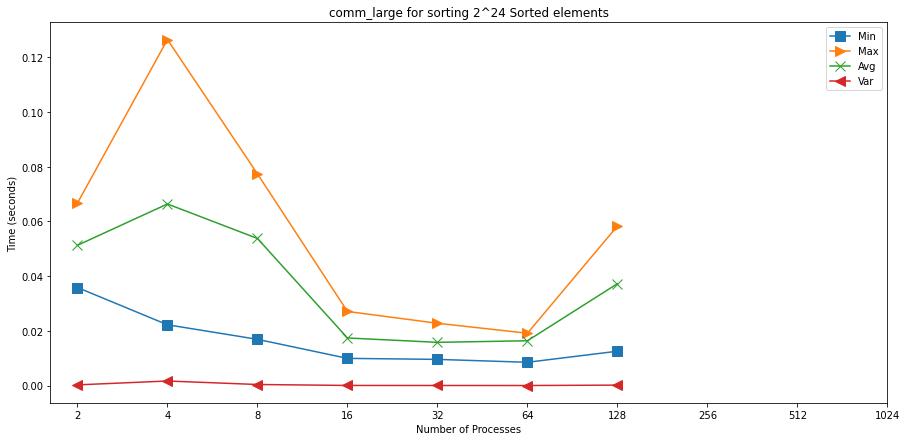 comm_large for sorting 2^24 Sorted elements
Min
Max
Avg
Var
Time (seconds)
0.12
0.10
0.08
0.06
0.04
0.02
0.00
2 4 8 16 32 64 128 256 512 1024
Number of Processes